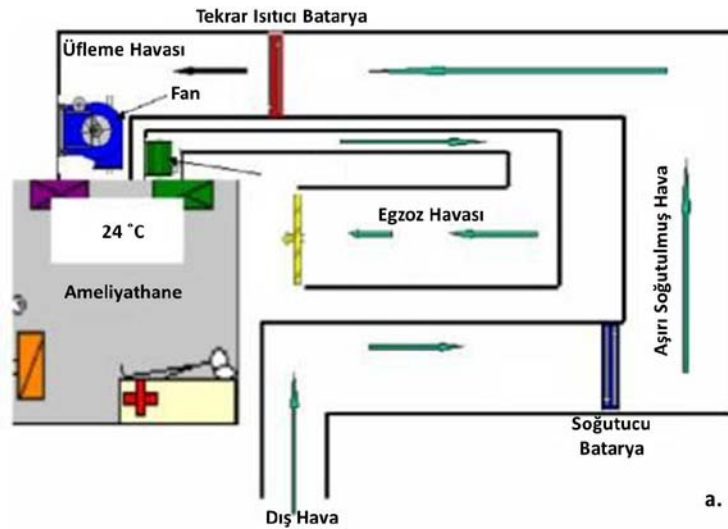 Tekrar Isıtıcı Batarya
Üfleme Havası
Fan
24 °C
Egzoz Havası
Ameliyathane
Aşırı Soğutulmuş Hava
Soğutucu
Batarya
Dış Hava
a.